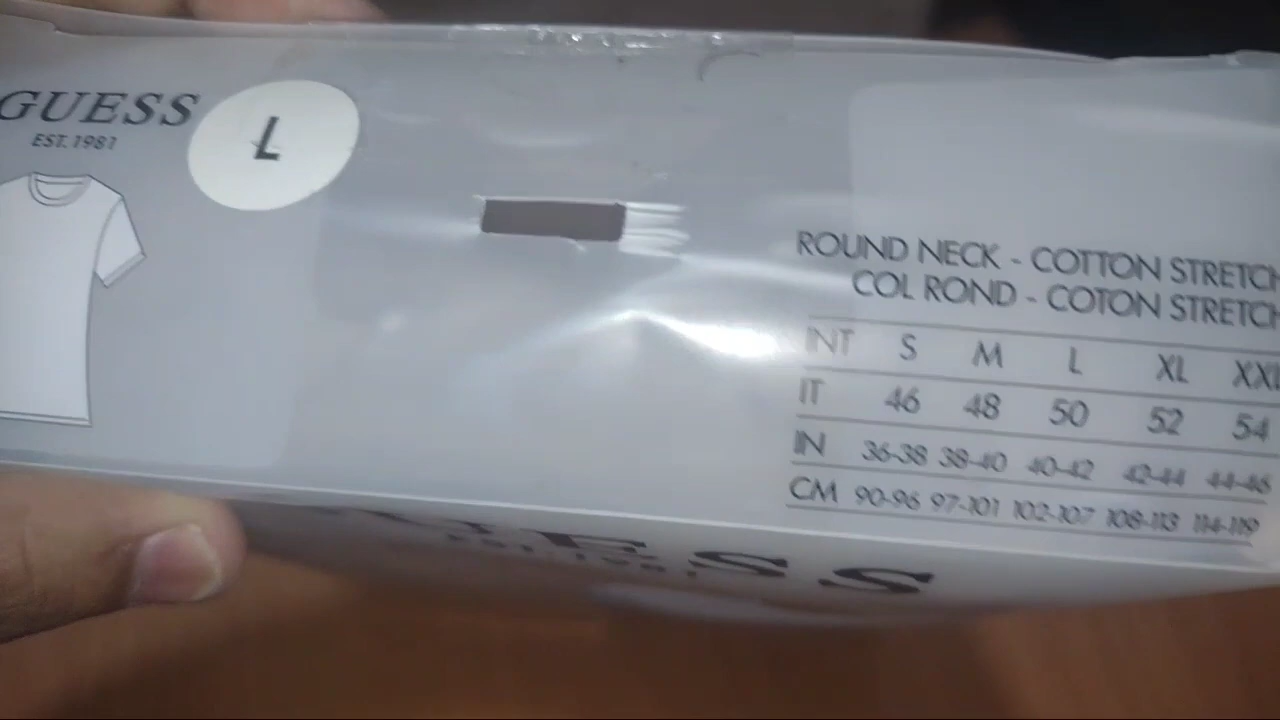 GUESS
EST. 1981
L
ROUND NECK - COTTON STRETCH
COL ROND - COTON STRETCH
INT S M L XL XXL
IT 46 48 50 52 54
IN 36-38 38-40 40-42 42-44 44-46
CM 90-96 97-101 102-107 108-113 114-119